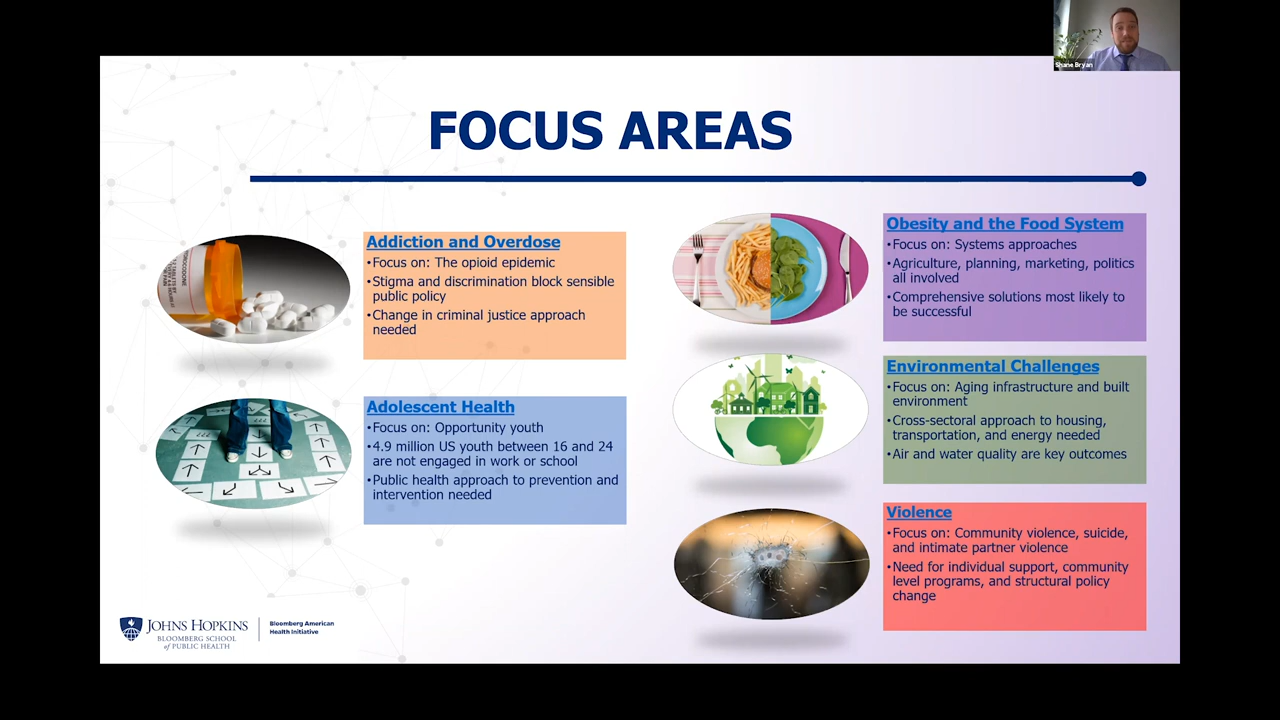 Shane Bryan
FOCUS AREAS
Addiction and Overdose
•Focus on: The opioid epidemic
•Stigma and discrimination block sensible
public policy
•Change in criminal justice approach
needed
Adolescent Health
•Focus on: Opportunity youth
•4.9 million US youth between 16 and 24
are not engaged in work or school
•Public health approach to prevention and
intervention needed
Obesity and the Food System
•Focus on: Systems approaches
•Agriculture, planning, marketing, politics
all involved
•Comprehensive solutions most likely to
be successful
Environmental Challenges
•Focus on: Aging infrastructure and built
environment
•Cross-sectoral approach to housing,
transportation, and energy needed
•Air and water quality are key outcomes
Violence
•Focus on: Community violence, suicide,
and intimate partner violence
•Need for individual support, community
level programs, and structural policy
change
JOHNS HOPKINS
BLOOMBERG SCHOOL
of PUBLIC HEALTH
Bloomberg American
Health Initiative